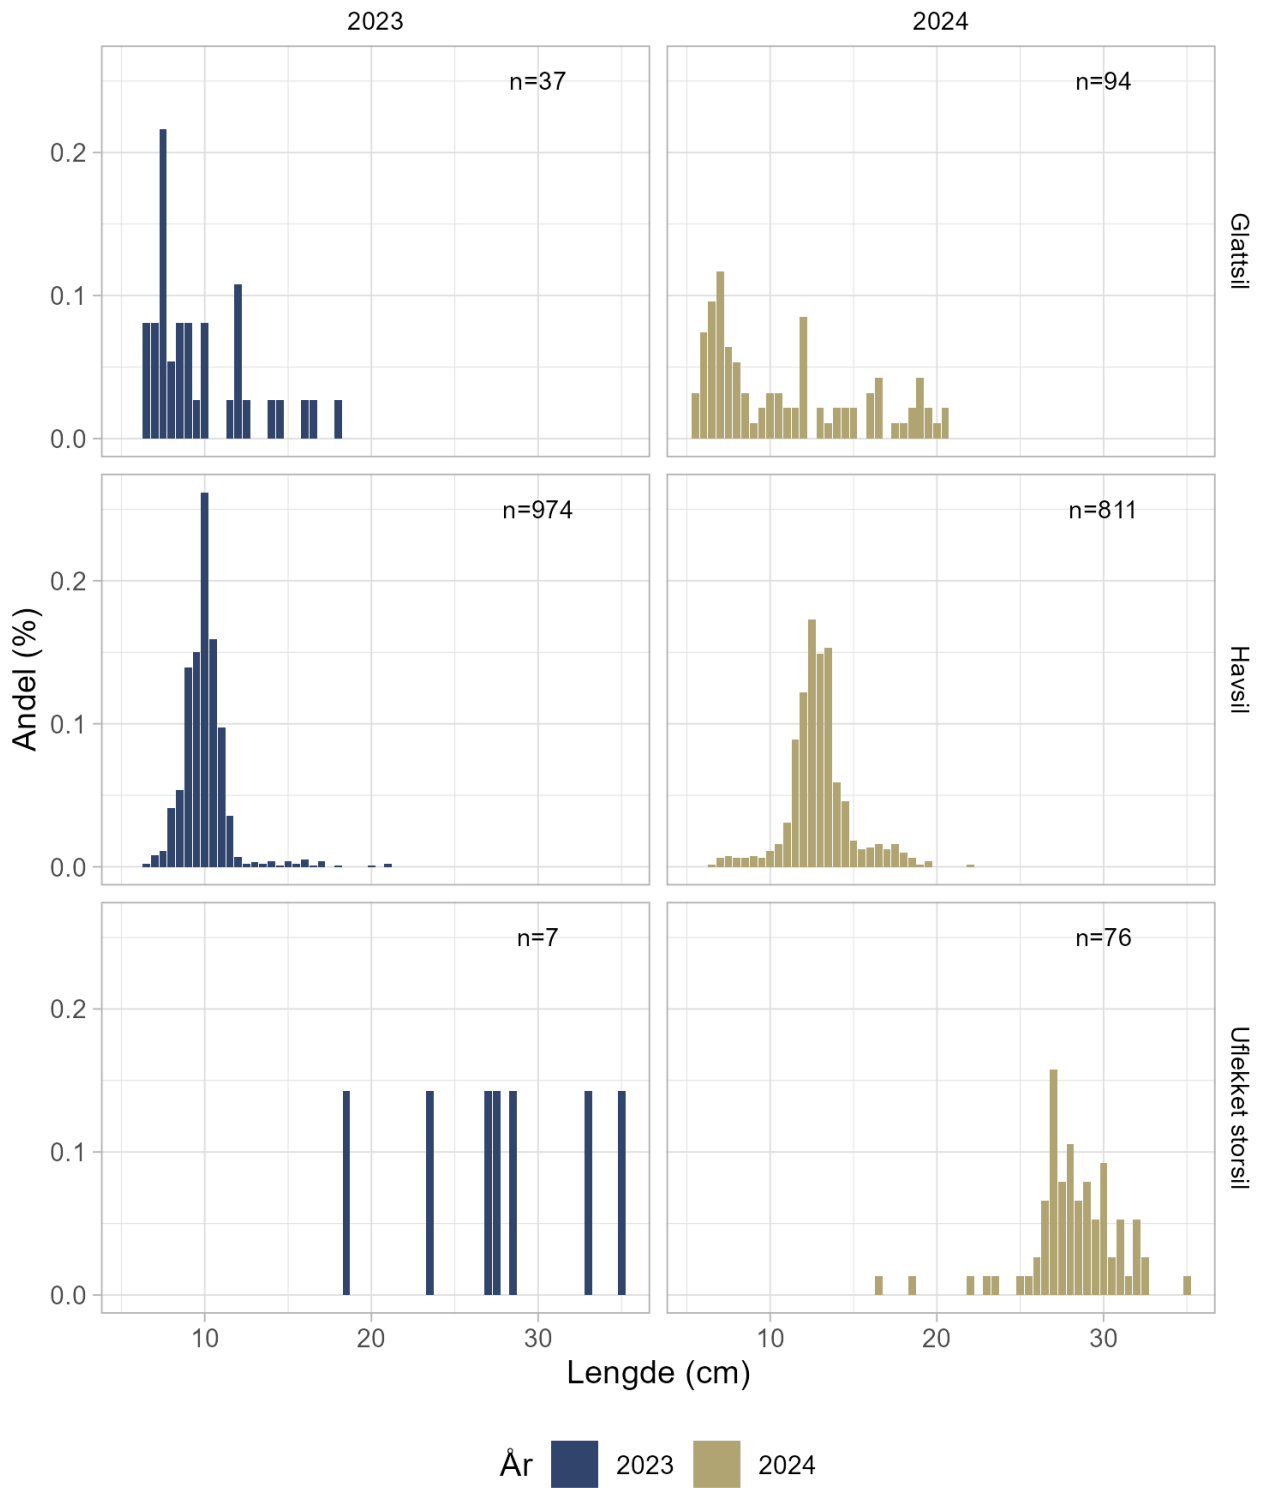 2023 2024
n=37 n=94
0.2
0.1
0.0
Glattsil
n=974 n=811
0.2
0.1
0.0
Havsil
n=7 n=76
0.2
0.1
0.0
Uflekket storsil
Andel (%)
10 20 30 10 20 30
Lengde (cm)
År 2023 2024